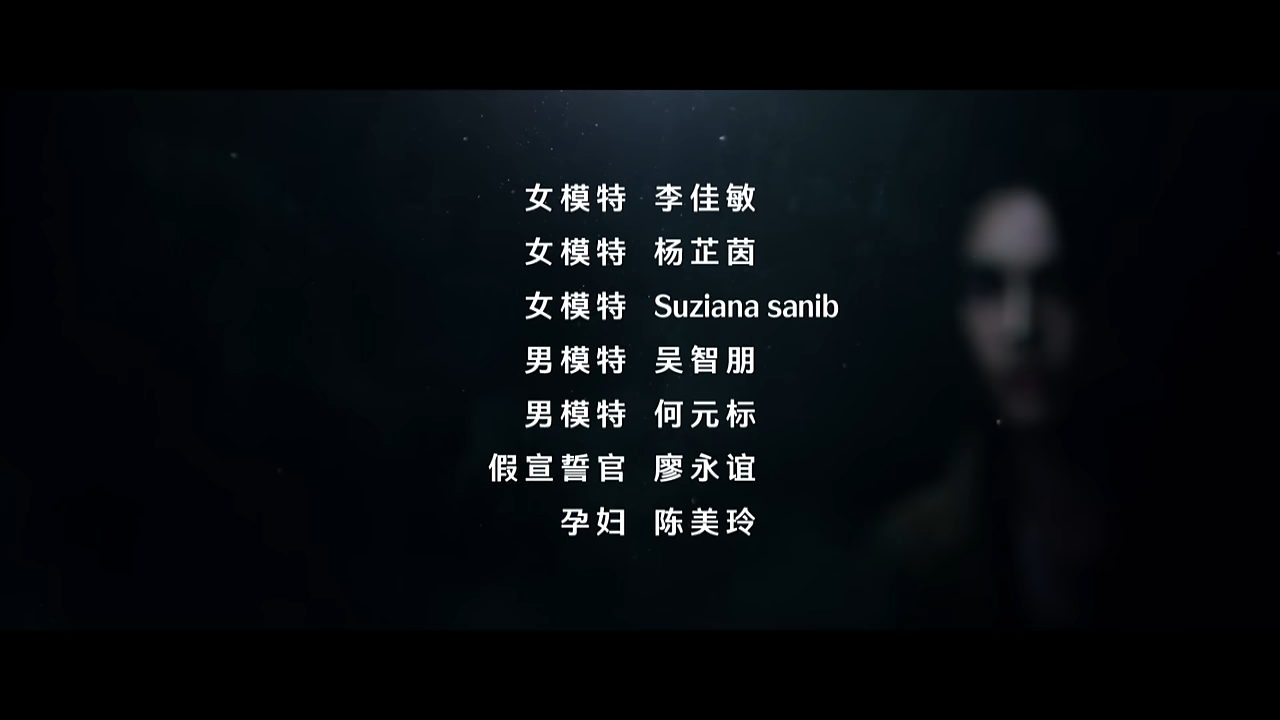 女模特 李佳敏
女模特 杨芷茵
女模特 Suziana sanib
男模特 吴智朋
男模特 何元标
假宣誓官 廖永谊
孕妇 陈美玲